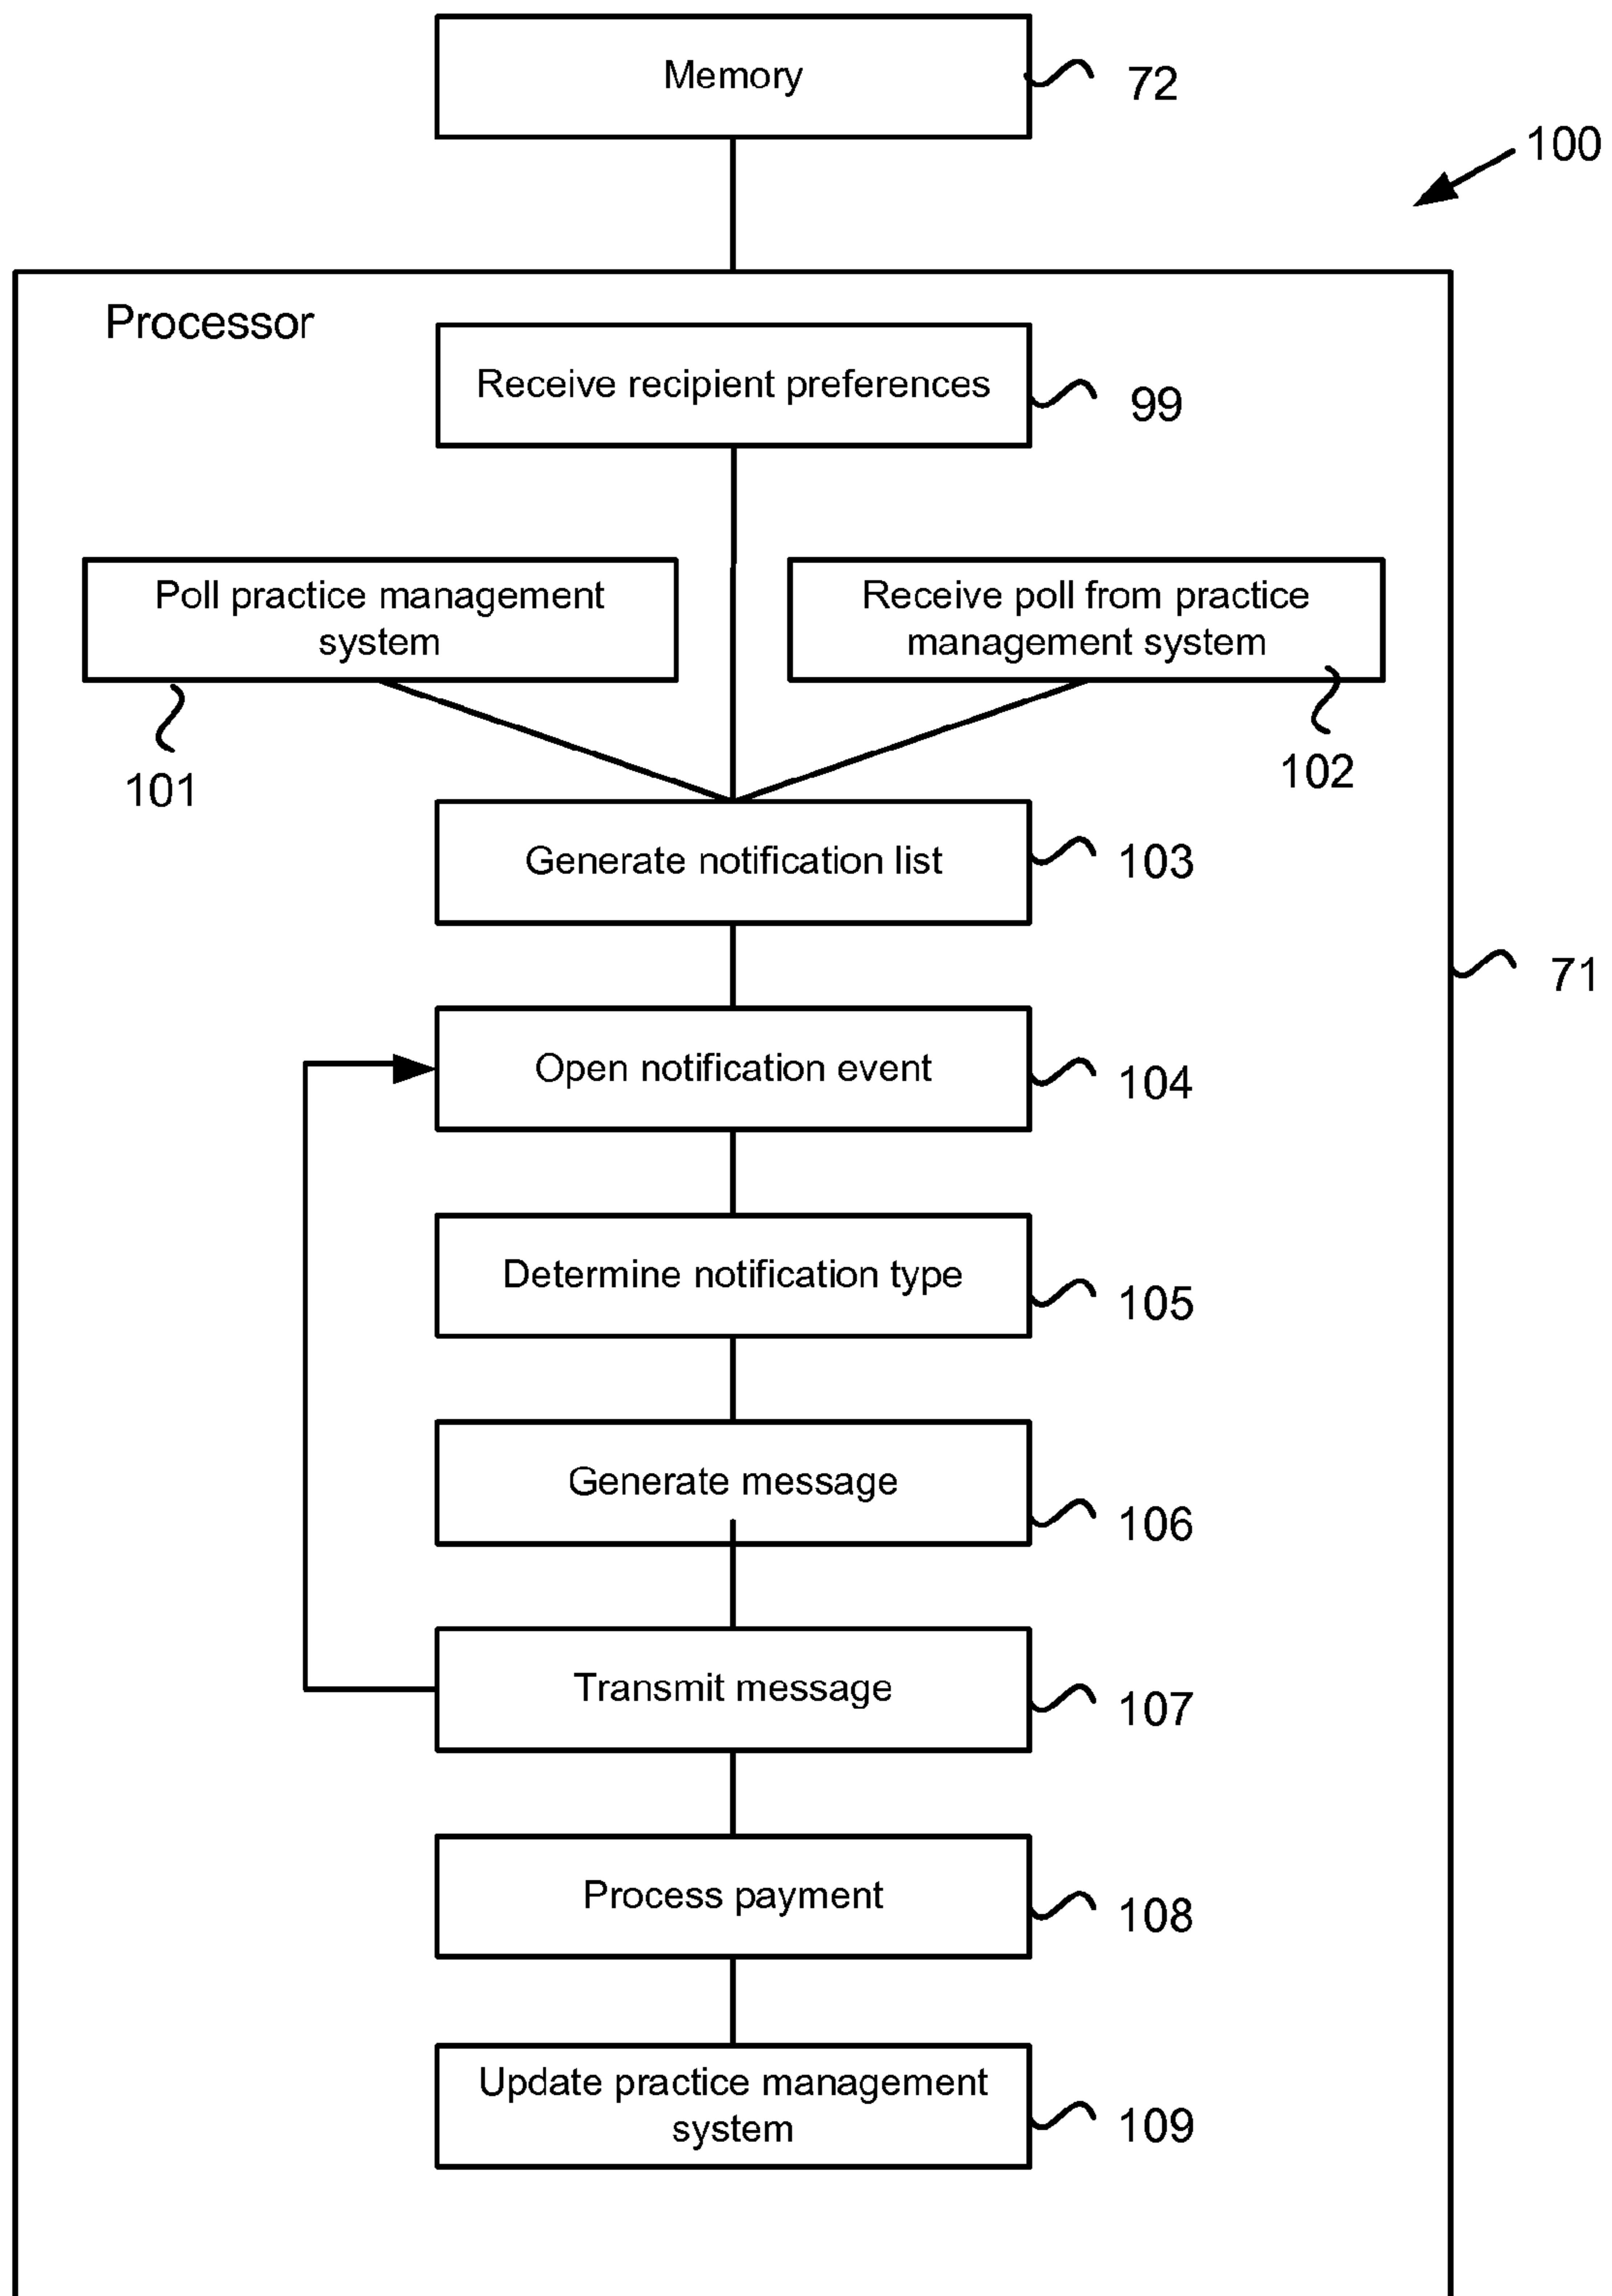 Memory
72
100
Processor
Receive recipient preferences
99
Poll practice management
system
Receive poll from practice
management system
101
102
Generate notification list
103
71
Open notification event
104
Determine notification type
105
Generate message
106
Transmit message
107
Process payment
108
Update practice management
system
109